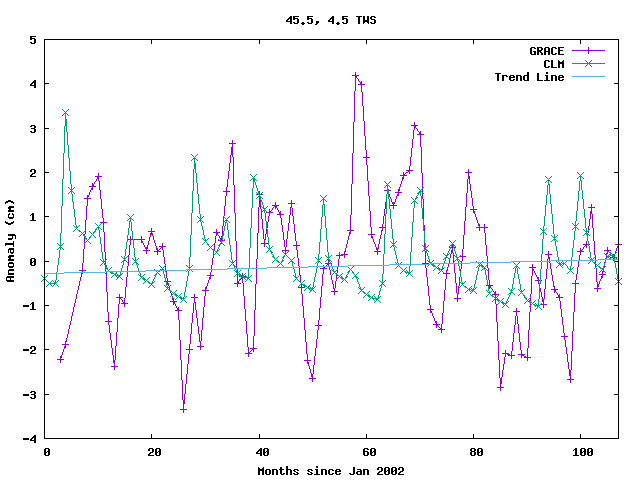 45.5, 4.5 TWS
GRACE
CLM
Trend Line
5
4
3
2
1
0
-1
-2
-3
-4
Anomaly (cm)
0 20 40 60 80 100
Months since Jan 2002